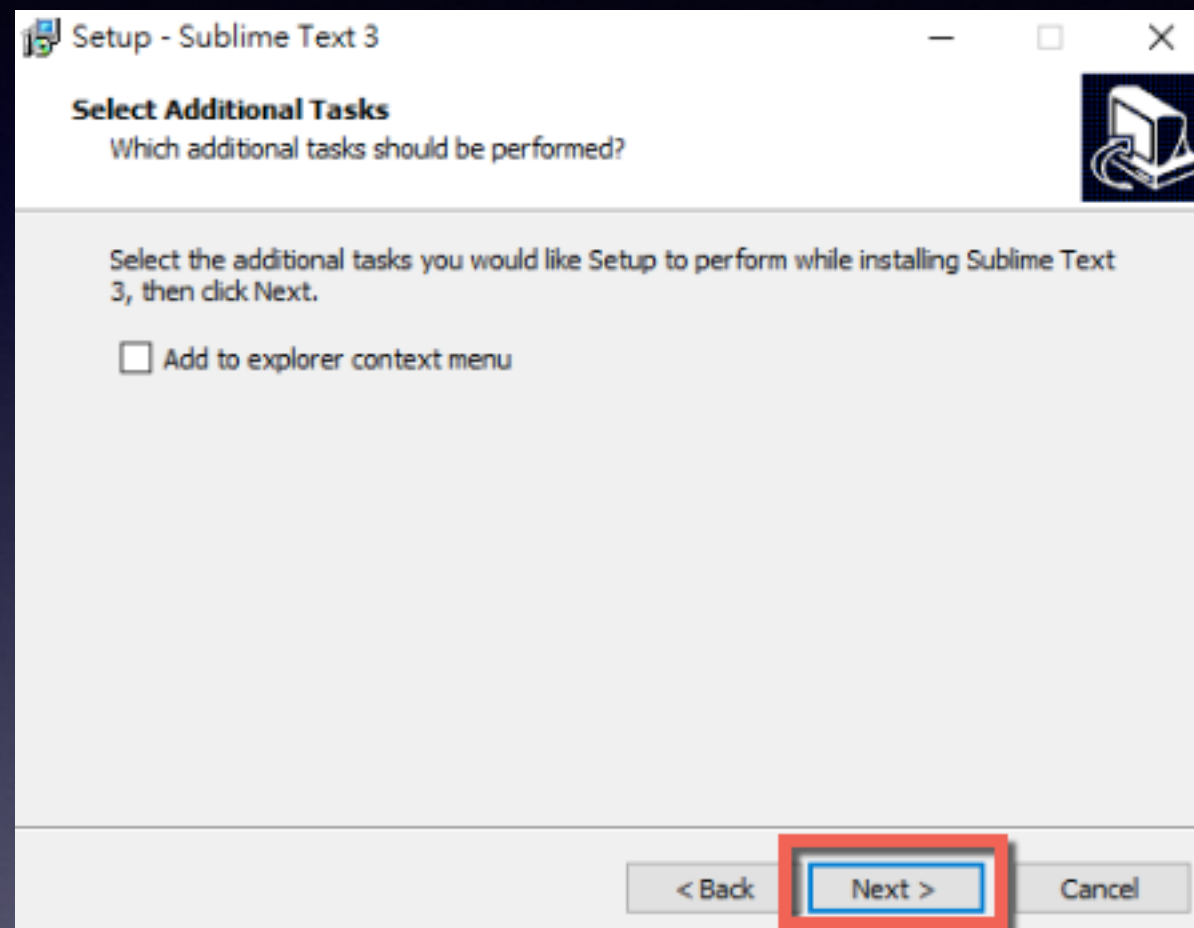 Setup - Sublime Text 3
Select Additional Tasks
Which additional tasks should be performed?
Select the additional tasks you would like Setup to perform while installing Sublime Text
3, then click Next.
Add to explorer context menu
< Back Next > Cancel